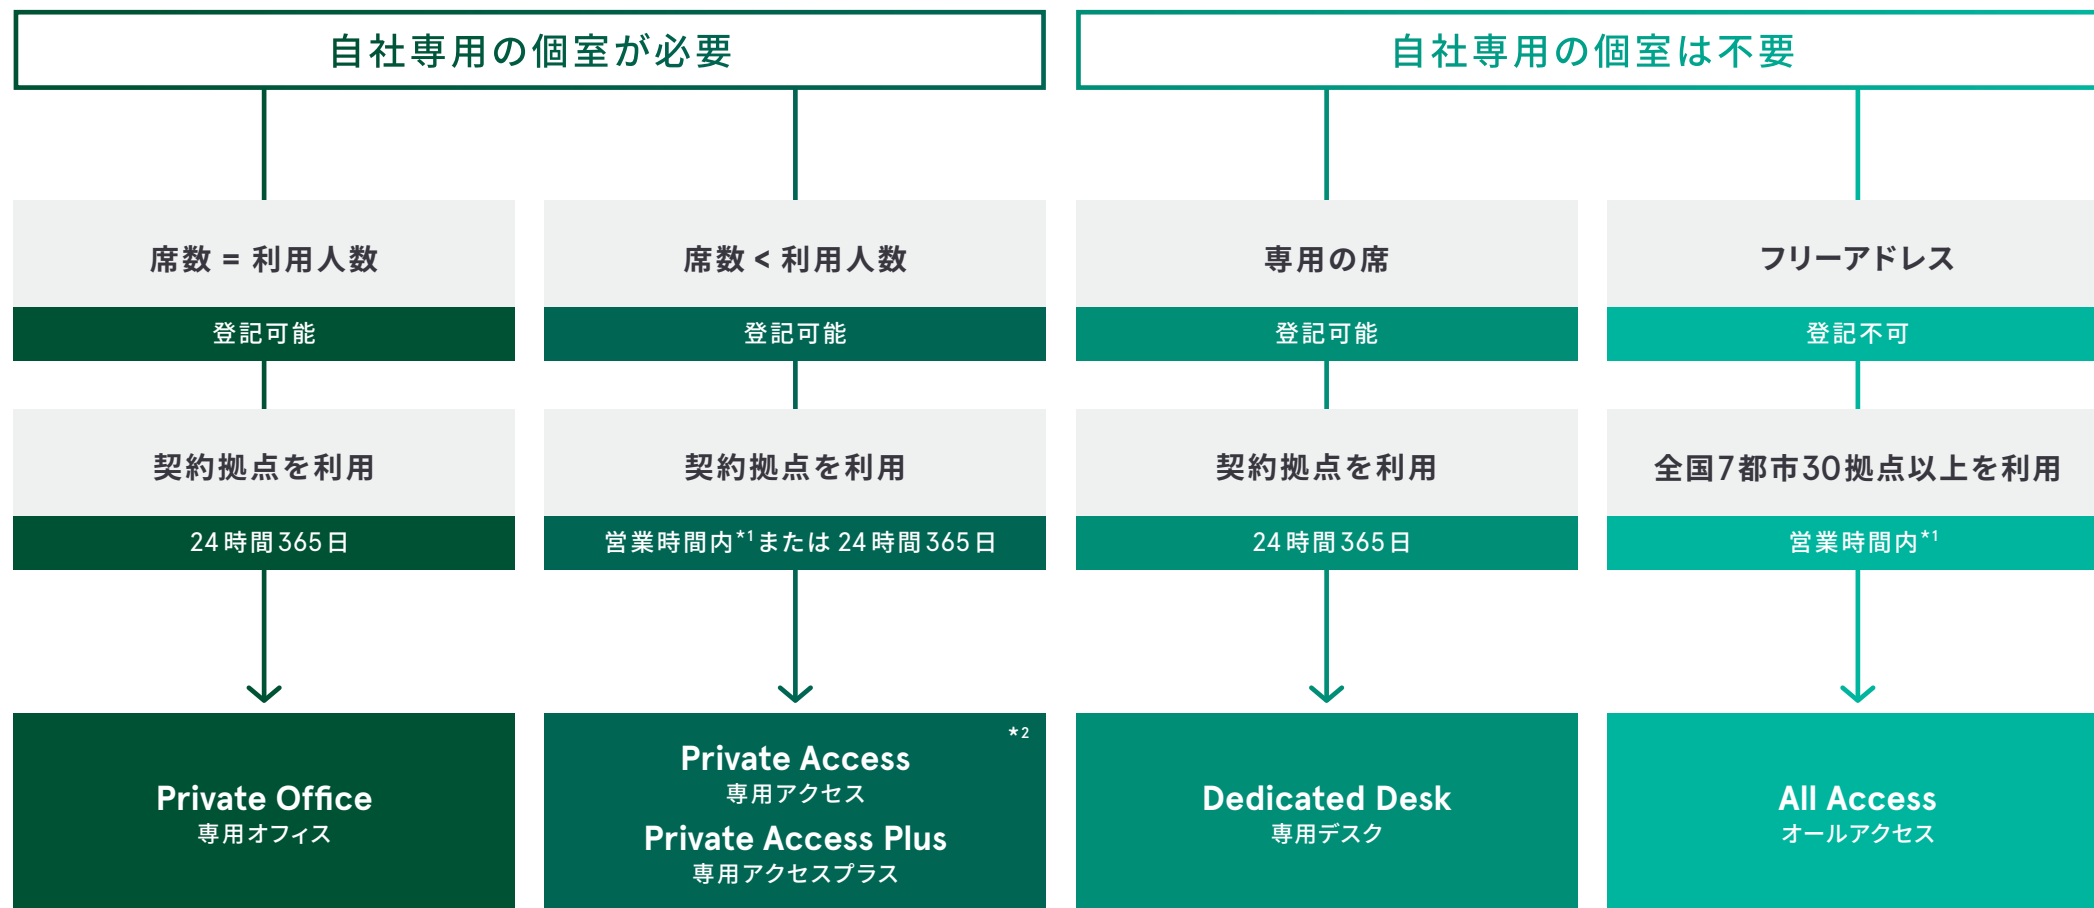 自社専用の個室が必要
自社専用の個室は不要
席数 = 利用人数
登記可能
契約拠点を利用
24時間365日
Private Office
専用オフィス
席数 < 利用人数
登記可能
契約拠点を利用
営業時間内*1または 24時間365日
*2
Private Access
専用アクセス
Private Access Plus
専用アクセスプラス
専用の席
登記可能
契約拠点を利用
24時間365日
Dedicated Desk
専用デスク
フリーアドレス
登記不可
全国7都市30拠点以上を利用
営業時間内*1
All Access
オールアクセス